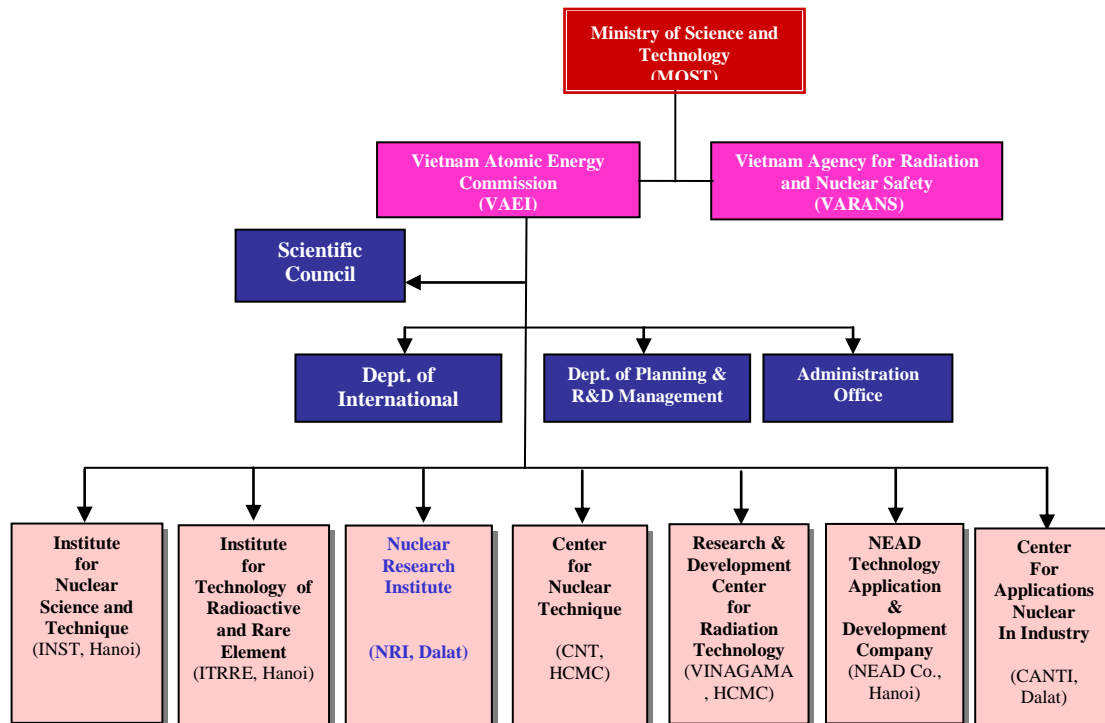 Ministry of Science and
Technology
(MOST)
Vietnam Atomic Energy
Commission
(VAEI)
Vietnam Agency for Radiation
and Nuclear Safety
(VARANS)
Scientific
Council
Dept. of
International
Dept. of Planning &
R&D Management
Administration
Office
Institute
for
Nuclear
Science and
Technique
(INST, Hanoi)
Institute
for
Technology of
Radioactive
and Rare
Element
(ITRRE, Hanoi)
Nuclear
Research
Institute
(NRI, Dalat)
Center
for
Nuclear
Technique
(CNT,
HCMC)
Research &
Development
Center
for
Radiation
Technology
(VINAGAMA
, HCMC)
NEAD
Technology
Application
&
Development
Company
(NEAD Co.,
Hanoi)
Center
For
Applications
Nuclear
In Industry
(CANTI,
Dalat)